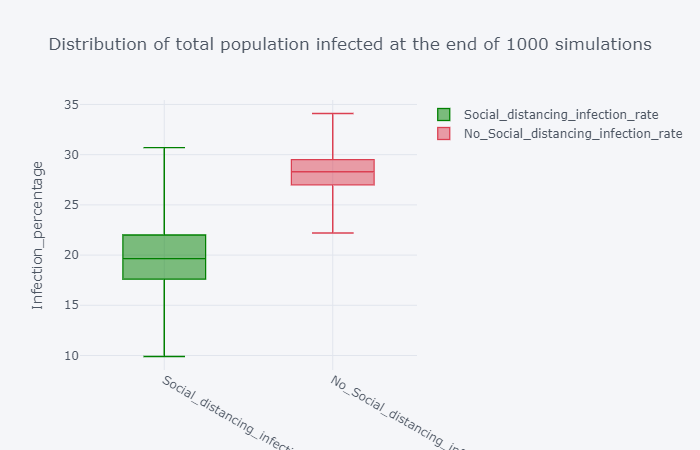 Distribution of total population infected at the end of 1000 simulations
35
30
25
20
15
10
Infection_percentage
Social_distancing_infection_rate
No_Social_distancing_infection_rate
Social_distancing_infecti
No_Social_distancing_inf